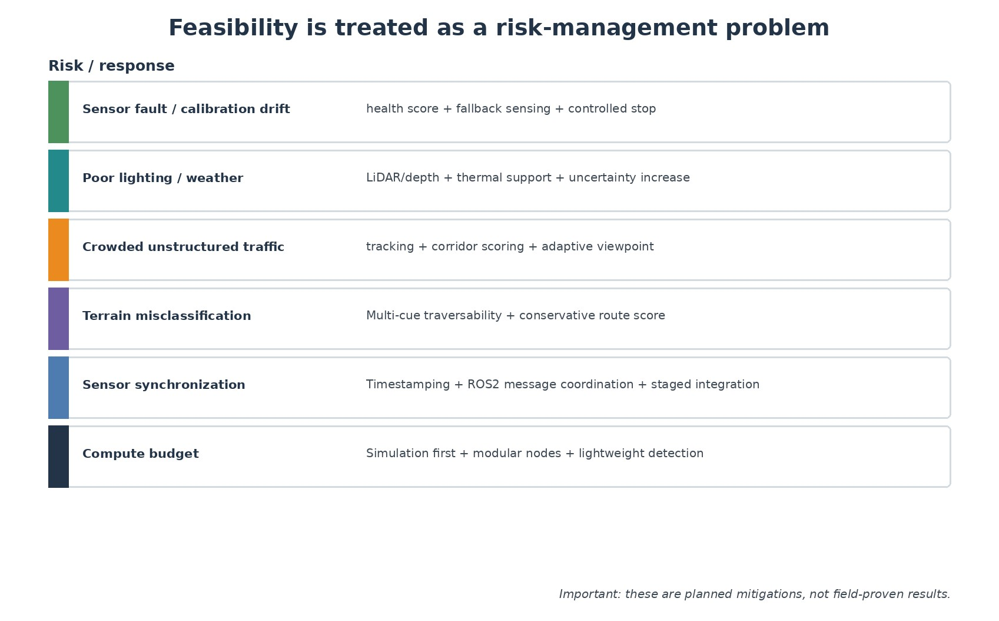 Feasibility is treated as a risk-management problem
Risk / response
Sensor fault / calibration drift health score + fallback sensing + controlled stop
Poor lighting / weather LiDAR/depth + thermal support + uncertainty increase
Crowded unstructured traffic tracking + corridor scoring + adaptive viewpoint
Terrain misclassification Multi-cue traversability + conservative route score
Sensor synchronization Timestamping + ROS2 message coordination + staged integration
Compute budget Simulation first + modular nodes + lightweight detection
Important: these are planned mitigations, not field-proven results.